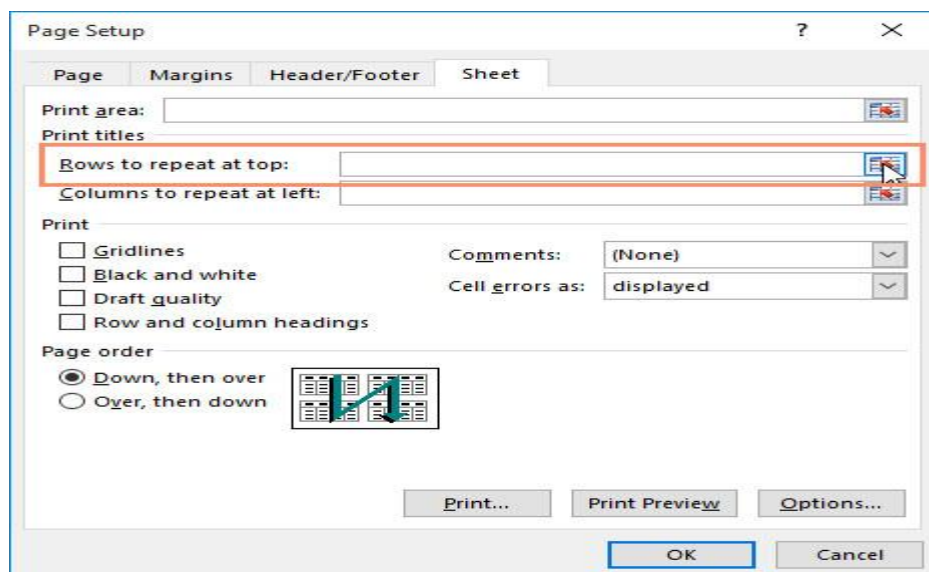 Page Setup ? ×
Page Margins Header/Footer Sheet
Print area:
Print titles
Rows to repeat at top:
Columns to repeat at left:
Print
Gridlines
Black and white
Draft quality
Row and column headings
Comments: (None)
Cell errors as: displayed
Page order
Down, then over
Over, then down
Print... Print Preview Options...
OK Cancel